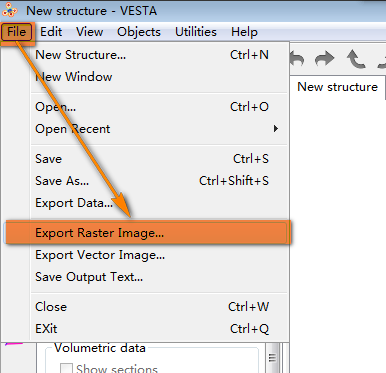 New structure - VESTA
File Edit View Objects Utilities Help
New Structure... Ctrl+N
New Window
Open... Ctrl+O
Open Recent
Save Ctrl+S
Save As... Ctrl+Shift+S
Export Data...
Export Raster Image...
Export Vector Image...
Save Output Text...
Close Ctrl+W
EXit Ctrl+Q
New structure
Volumetric data
Show sections